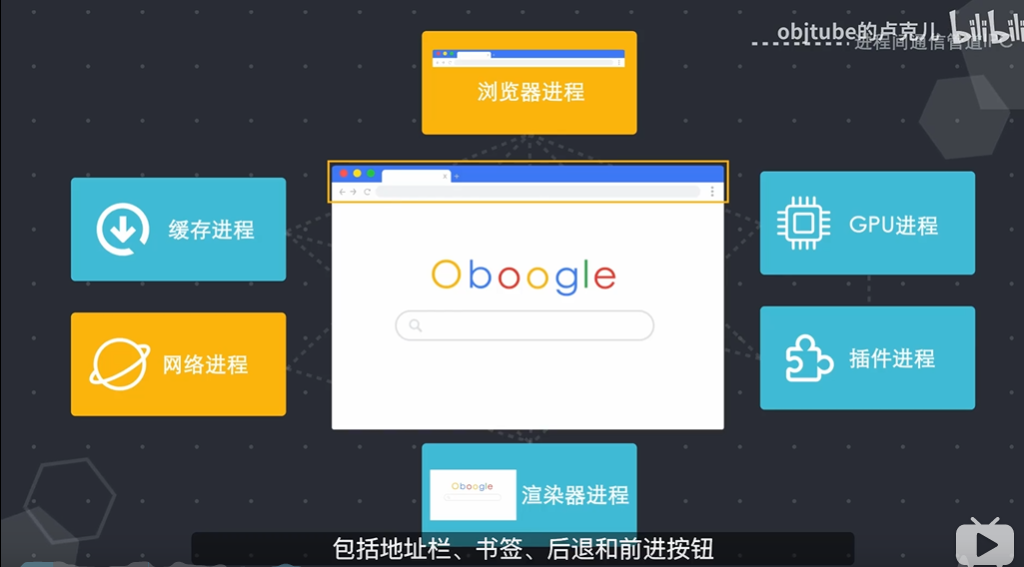 objtube的卢克儿 bilibili
进程间通信管道IPC
浏览器进程
缓存进程
GPU进程
Oboogle
网络进程
插件进程
Oboogle
渲染器进程
包括地址栏、书签、后退和前进按钮